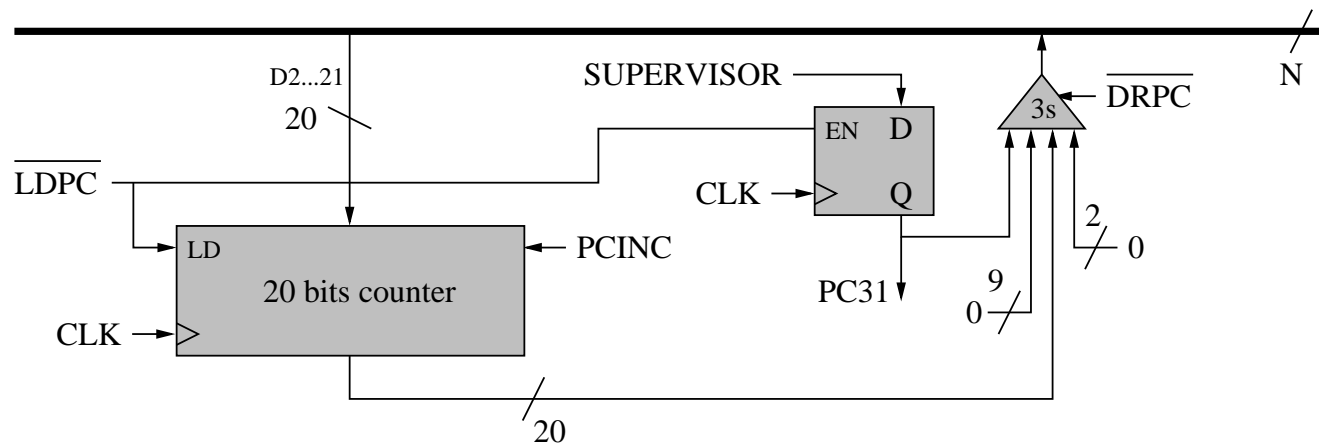 N
D2...21
20
SUPERVISOR
DRPC
3s
EN D
LDPC
CLK Q
2
0
LD
PCINC
20 bits counter
PC31
9
0
CLK
20